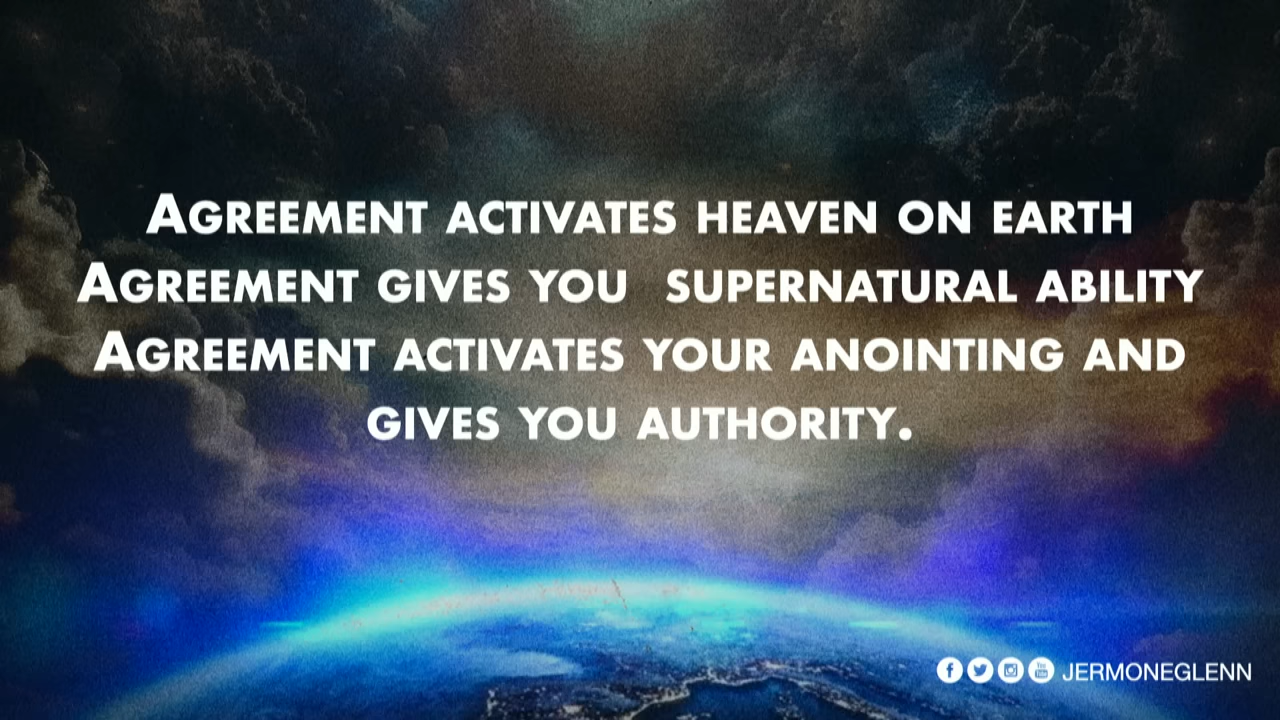 Agreement activates heaven on earth
Agreement gives you  supernatural ability
Agreement activates your anointing and
gives you authority.
JERMONEGLENN